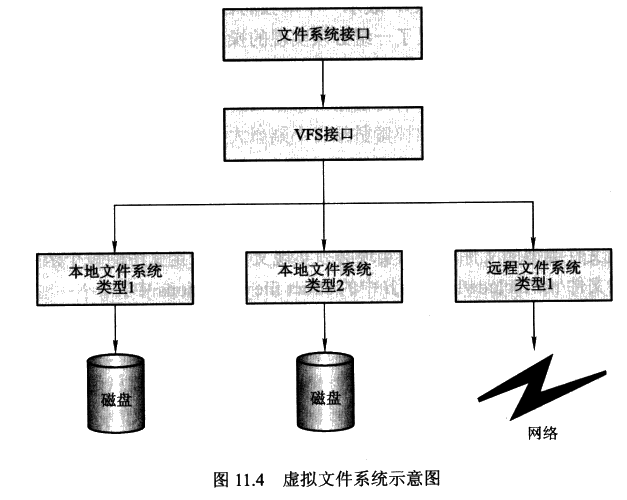 文件系统接口
VFS接口
本地文件系统
类型1
本地文件系统
类型2
远程文件系统
类型1
磁盘
磁盘
网络
图 11.4 虚拟文件系统示意图